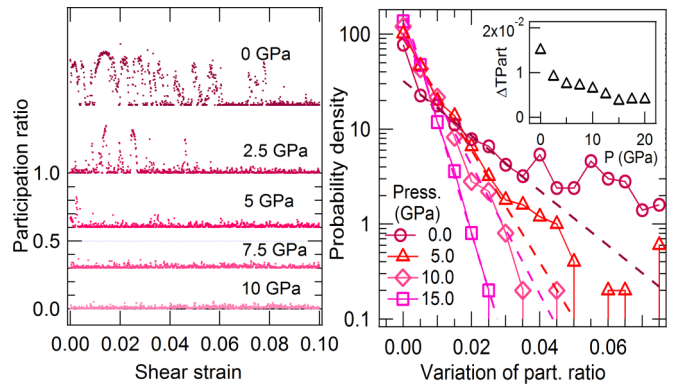 0 GPa
2.5 GPa
5 GPa
7.5 GPa
10 GPa
Participation ratio
1.0
0.5
0.0
0.00 0.02 0.04 0.06 0.08 0.10
Shear strain
Probability density
100
10
1
0.1
Press.
(GPa)
0.0
5.0
10.0
15.0
0.00 0.02 0.04 0.06
Variation of part. ratio
2x10-2
1
0
ΔTPart
0 10 20
P (GPa)